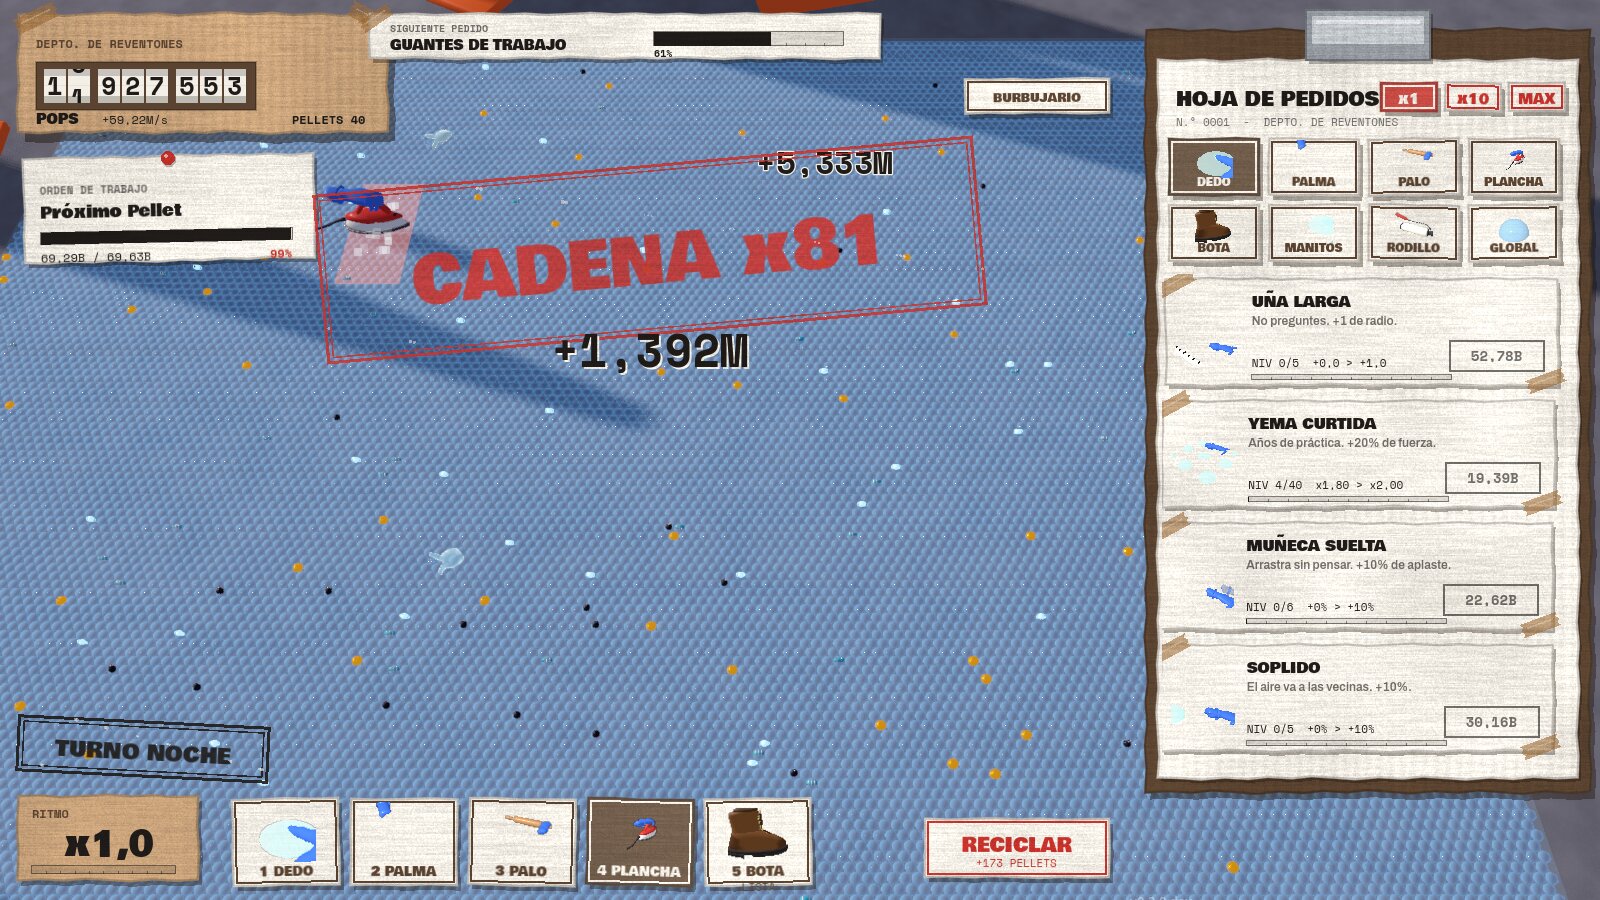 DEPTO. DE REVENTONES
927 553
POPS +59,22M/s PELLETS 40
SIGUIENTE PEDIDO
GUANTES DE TRABAJO
61%
BURBUJARIO
ORDEN DE TRABAJO
Próximo Pellet
69.29B / 69,63B 99%
+5,333M
CADENA x81
+1,392M
TURNO NOCHE
RITMO
x1,0
1 DEDO
2 PALMA
3 PALO
4 PLANCHA
5 BOTA
RECICLAR
+173 PELLETS
HOJA DE PEDIDOS x1 x10 MAX
N.° 0001 - DEPTO. DE REVENTONES
DEDO PALMA PALO PLANCHA
BOTA MANITOS RODILLO GLOBAL
UÑA LARGA
No preguntes. +1 de radio.
NIV 0/5 +0,0 > +1,0 52,78B
YEMA CURTIDA
Años de práctica. +20% de fuerza.
NIV 4/40 x1,80 > x2,00 19,39B
MUÑECA SUELTA
Arrastra sin pensar. +10% de aplaste.
NIV 0/6 +0% > +10% 22,62B
SOPLIDO
El aire va a las vecinas. +10%.
NIV 0/5 +0% > +10% 30,16B